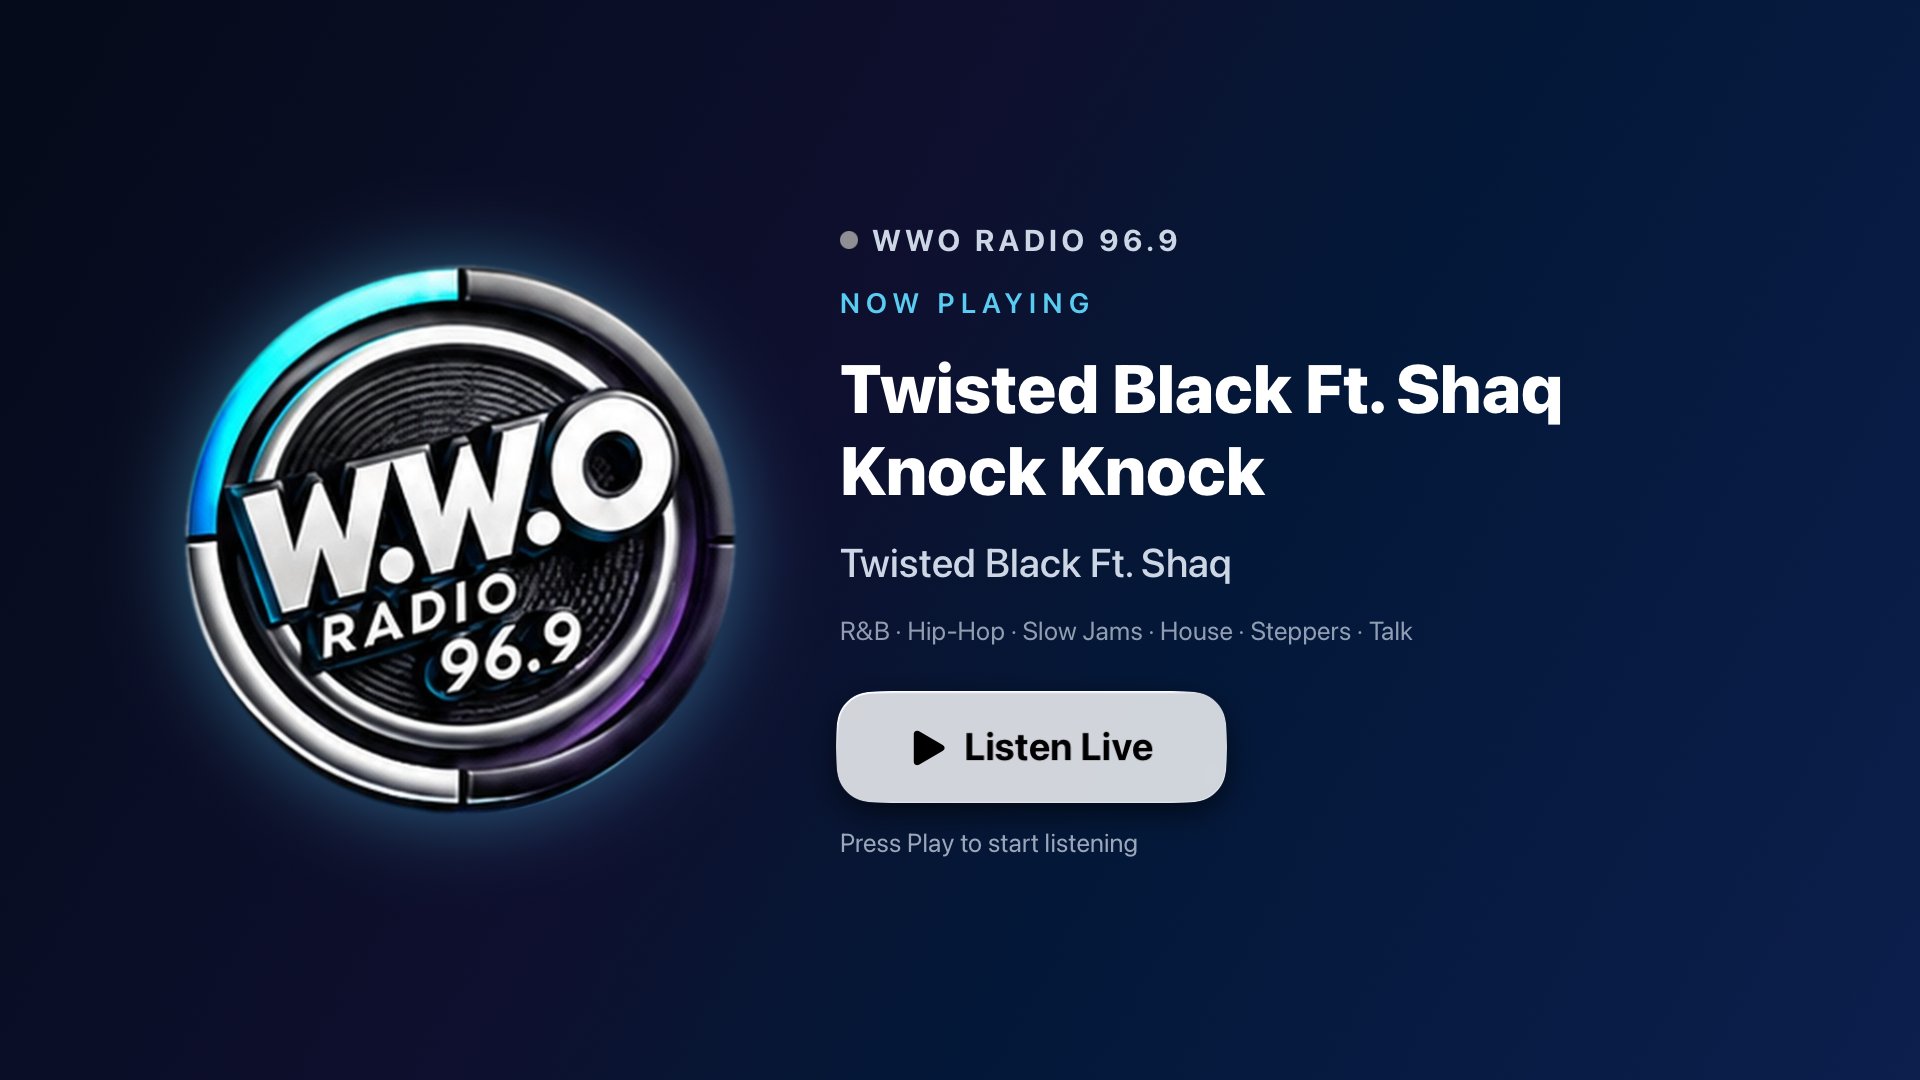 W.W.O
RADIO
96.9
WWO RADIO 96.9
NOW PLAYING
Twisted Black Ft. Shaq
Knock Knock
Twisted Black Ft. Shaq
R&B · Hip-Hop · Slow Jams · House · Steppers · Talk
Listen Live
Press Play to start listening